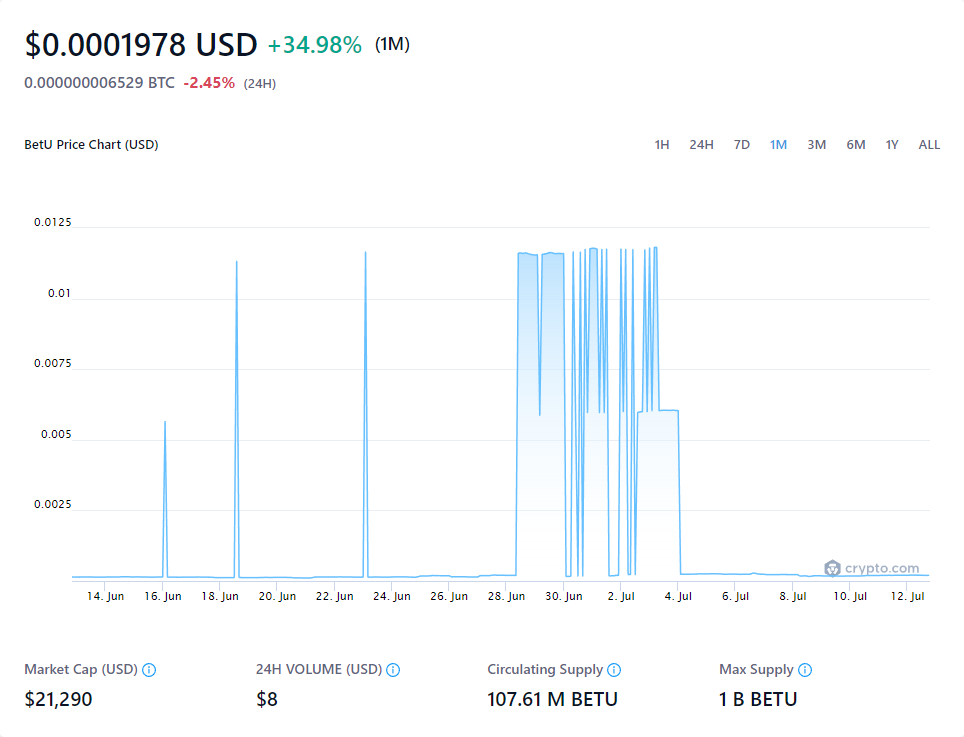 $0.0001978 USD +34.98% (1M)
0.000000006529 BTC -2.45% (24H)
BetU Price Chart (USD) 1H 24H 7D 1M 3M 6M 1Y ALL
0.0125
0.01
0.0075
0.005
0.0025
crypto.com
14. Jun 16. Jun 18. Jun 20. Jun 22. Jun 24. Jun 26. Jun 28. Jun 30. Jun 2. Jul 4. Jul 6. Jul 8. Jul 10. Jul 12. Jul
Market Cap (USD) 24H VOLUME (USD) Circulating Supply Max Supply
$21,290 $8 107.61 M BETU 1 B BETU